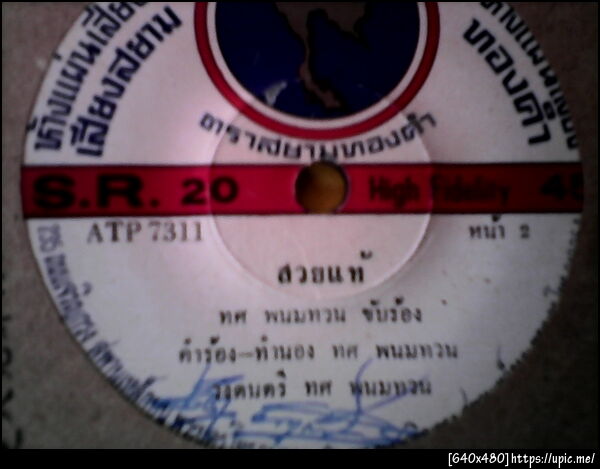 ห้างแผ่นเสียง
เสียงสยาม
ทองคำ
ตราสยามทองคำ
S.R. 20
High Fidelity 45
ATP 7311
หน้า 2
สวยแท้
ทศ พนมทวน ขับร้อง
คำร้อง-ทำนอง ทศ พนมทวน
วงดนตรี ทศ พนมทวน
[640x480]https://upic.me/